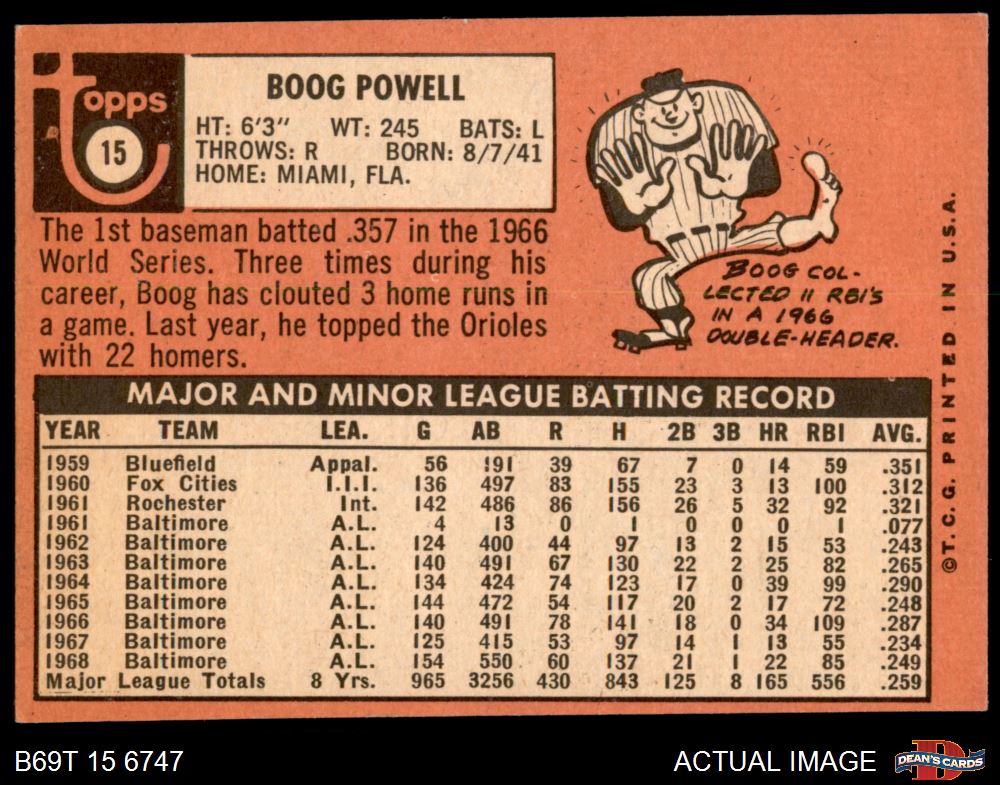 topps
15
BOOG POWELL
HT: 6'3" WT: 245 BATS: L
THROWS: R BORN: 8/7/41
HOME: MIAMI, FLA.
The 1st baseman batted .357 in the 1966
World Series. Three times during his
career, Boog has clouted 3 home runs in
a game. Last year, he topped the Orioles
with 22 homers.
BOOG COL-
LECTED 11 RBI'S
IN A 1966
DOUBLE-HEADER.
MAJOR AND MINOR LEAGUE BATTING RECORD
YEAR TEAM LEA. G AB R H 2B 3B HR RBI AVG.
1959 Bluefield Appal. 56 191 39 67 7 0 14 59 .351
1960 Fox Cities I.I.I. 136 497 83 155 23 3 13 100 .312
1961 Rochester Int. 142 486 86 156 26 5 32 92 .321
1961 Baltimore A.L. 4 13 0 1 0 0 0 1 .077
1962 Baltimore A.L. 124 400 44 97 13 2 15 53 .243
1963 Baltimore A.L. 140 491 67 130 22 2 25 82 .265
1964 Baltimore A.L. 134 424 74 123 17 0 39 99 .290
1965 Baltimore A.L. 144 472 54 117 20 2 17 72 .248
1966 Baltimore A.L. 140 491 78 141 18 0 34 109 .287
1967 Baltimore A.L. 125 415 53 97 14 1 13 55 .234
1968 Baltimore A.L. 154 550 60 137 21 1 22 85 .249
Major League Totals 8 Yrs. 965 3256 430 843 125 8 165 556 .259
©T.C.G. PRINTED IN U.S.A.
B69T 15 6747
ACTUAL IMAGE
D
DEAN'S CARDS